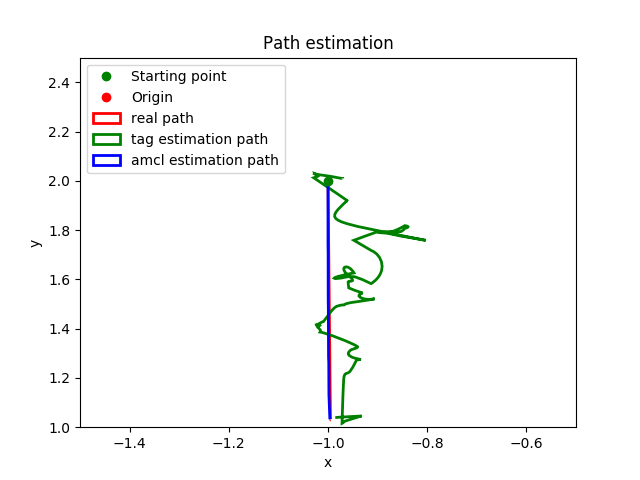 Path estimation
Starting point
Origin
real path
tag estimation path
amcl estimation path
2.4
2.2
2.0
1.8
1.6
1.4
1.2
1.0
y
−1.4
−1.2
−1.0
−0.8
−0.6
x